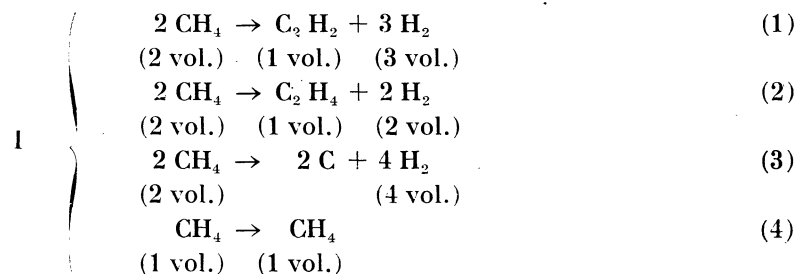 2 CH₄ → C₂ H₂ + 3 H₂ (1)
(2 vol.) (1 vol.) (3 vol.)
2 CH₄ → C₂ H₄ + 2 H₂ (2)
(2 vol.) (1 vol.) (2 vol.)
I
2 CH₄ → 2 C + 4 H₂ (3)
(2 vol.) (4 vol.)
CH₄ → CH₄ (4)
(1 vol.) (1 vol.)